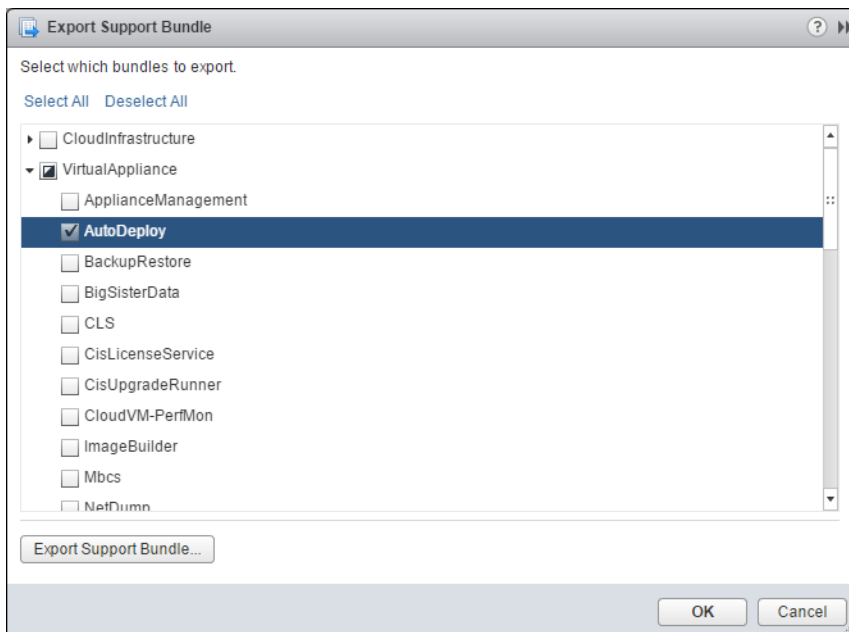 Export Support Bundle
?
Select which bundles to export.
Select All Deselect All
CloudInfrastructure
VirtualAppliance
ApplianceManagement
AutoDeploy
BackupRestore
BigSisterData
CLS
CisLicenseService
CisUpgradeRunner
CloudVM-PerfMon
ImageBuilder
Mbcs
NetDump
Export Support Bundle...
OK Cancel